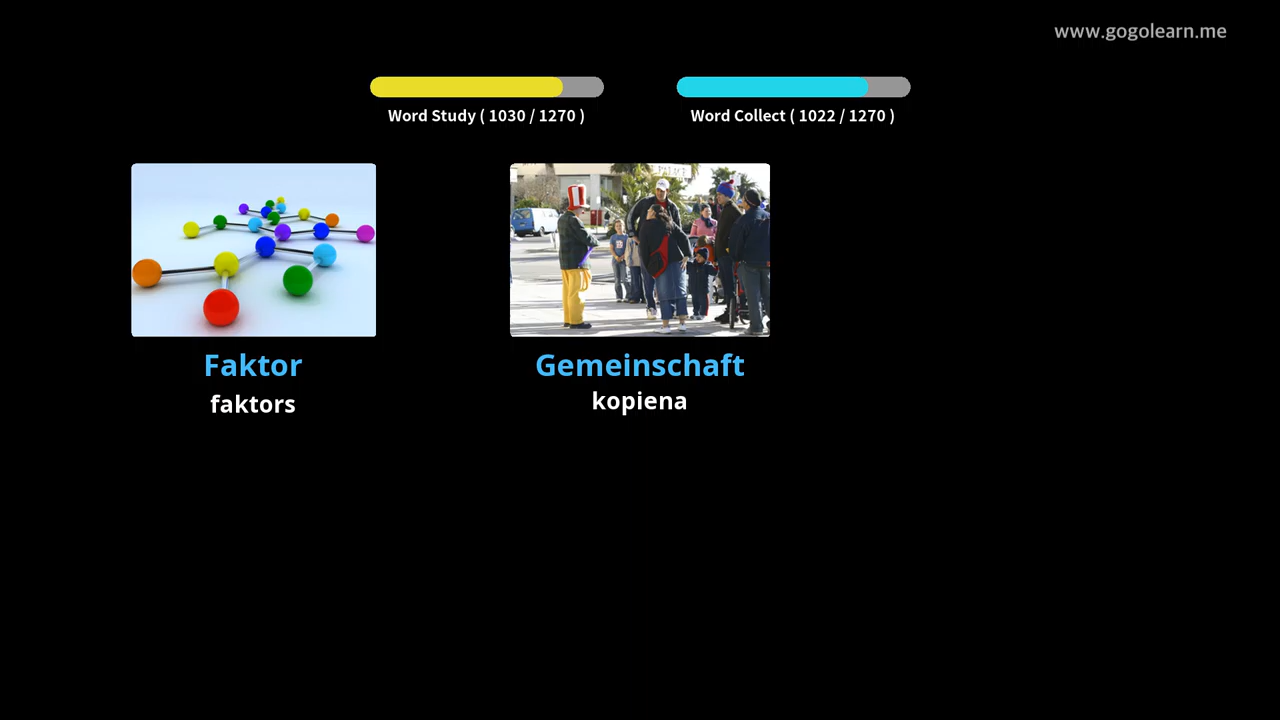 www.gogolearn.me
Word Study ( 1030 / 1270 )
Word Collect ( 1022 / 1270 )
Faktor
faktors
Gemeinschaft
kopiena